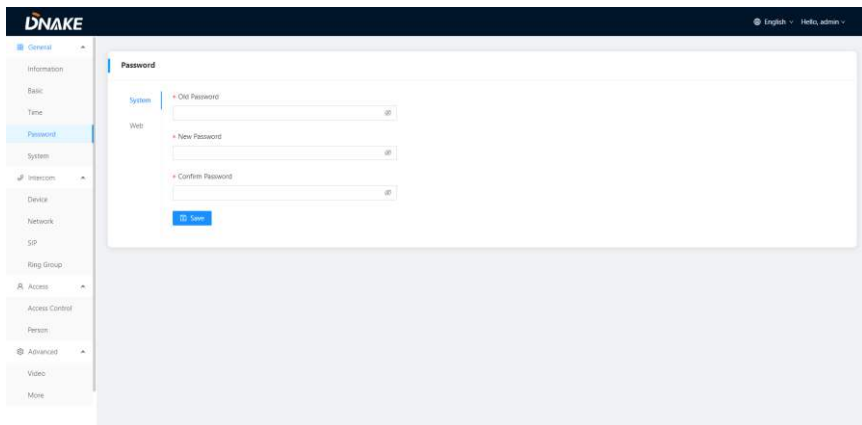 DNAKE
English
Hello, admin
General
Information
Basic
Time
Password
System
Intercom
Device
Network
SIP
Ring Group
Access
Access Control
Person
Advanced
Video
More
Password
System
Web
* Old Password
* New Password
* Confirm Password
Save